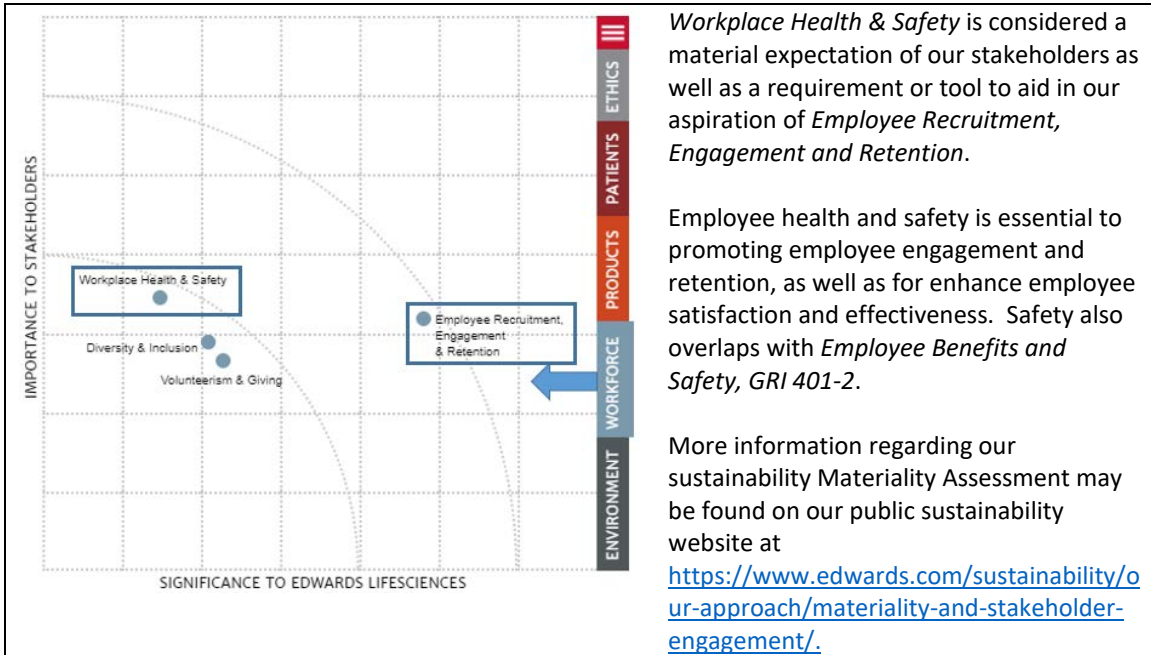 IMPORTANCE TO STAKEHOLDERS
Workplace Health & Safety
Diversity & Inclusion
Volunteerism & Giving
Employee Recruitment,
Engagement
& Retention
SIGNIFICANCE TO EDWARDS LIFESCIENCES
ETHICS
PATIENTS
PRODUCTS
WORKFORCE
ENVIRONMENT
Workplace Health & Safety is considered a
material expectation of our stakeholders as
well as a requirement or tool to aid in our
aspiration of Employee Recruitment,
Engagement and Retention.
Employee health and safety is essential to
promoting employee engagement and
retention, as well as for enhance employee
satisfaction and effectiveness. Safety also
overlaps with Employee Benefits and
Safety, GRI 401-2.
More information regarding our
sustainability Materiality Assessment may
be found on our public sustainability
website at
https://www.edwards.com/sustainability/o
ur-approach/materiality-and-stakeholder-
engagement/.